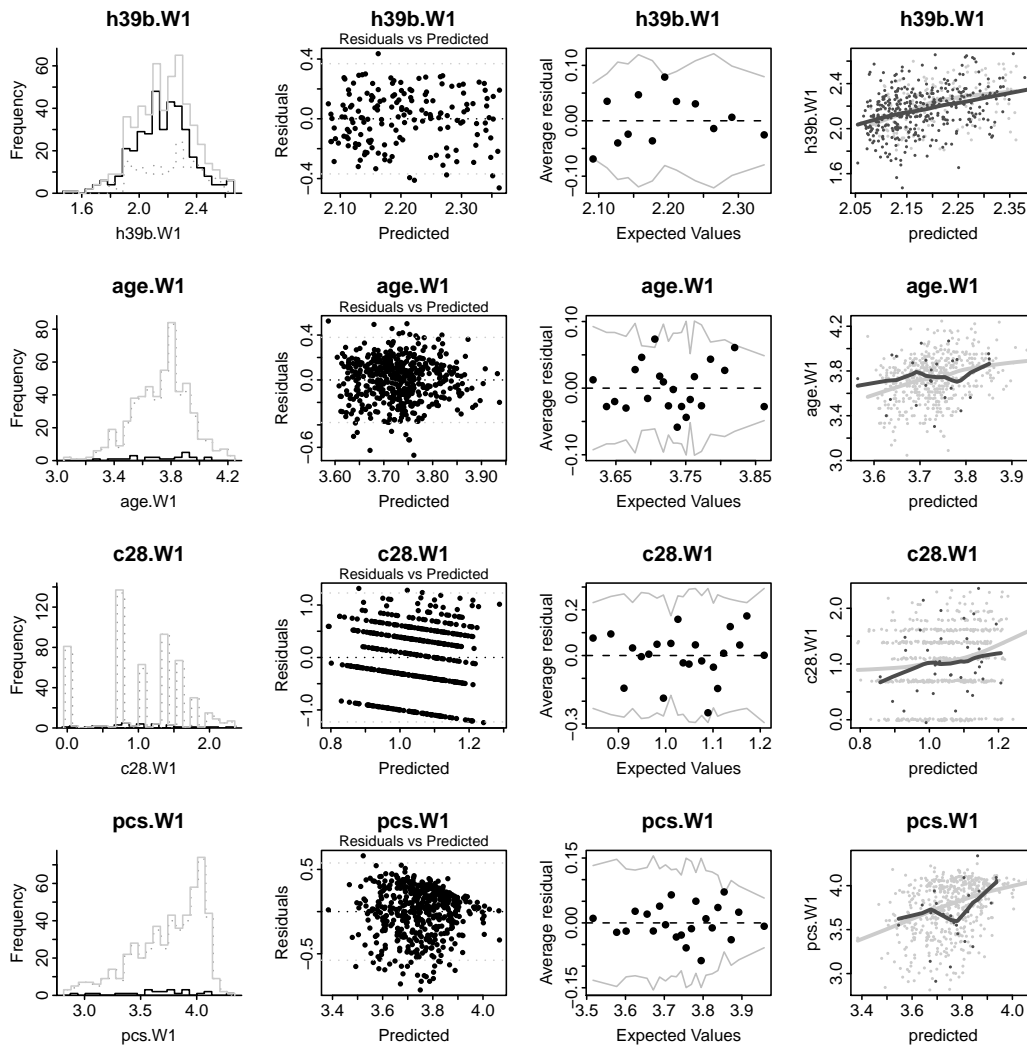 h39b.W1
Frequency
0 20 40 60
1.6 2.0 2.4
h39b.W1
h39b.W1
Residuals vs Predicted
Residuals
−0.4 0.0 0.4
2.10 2.20 2.30
Predicted
h39b.W1
Average residual
−0.10 0.00 0.10
2.10 2.20 2.30
Expected Values
h39b.W1
h39b.W1
1.6 2.0 2.4
2.05 2.15 2.25 2.35
predicted
age.W1
Frequency
0 20 40 60 80
3.0 3.4 3.8 4.2
age.W1
age.W1
Residuals vs Predicted
Residuals
−0.6 0.0 0.4
3.60 3.70 3.80 3.90
Predicted
age.W1
Average residual
−0.10 0.00 0.10
3.65 3.75 3.85
Expected Values
age.W1
age.W1
3.0 3.4 3.8 4.2
3.6 3.7 3.8 3.9
predicted
c28.W1
Frequency
0 40 80 120
0.0 1.0 2.0
c28.W1
c28.W1
Residuals vs Predicted
Residuals
−1.0 0.0 1.0
0.8 1.0 1.2
Predicted
c28.W1
Average residual
−0.3 0.0 0.2
0.9 1.0 1.1 1.2
Expected Values
c28.W1
c28.W1
0.0 1.0 2.0
0.8 1.0 1.2
predicted
pcs.W1
Frequency
0 20 40 60
3.0 3.5 4.0
pcs.W1
pcs.W1
Residuals vs Predicted
Residuals
−0.5 0.5
3.4 3.6 3.8 4.0
Predicted
pcs.W1
Average residual
−0.15 0.00 0.15
3.5 3.6 3.7 3.8 3.9
Expected Values
pcs.W1
pcs.W1
3.0 3.5 4.0
3.4 3.6 3.8 4.0
predicted